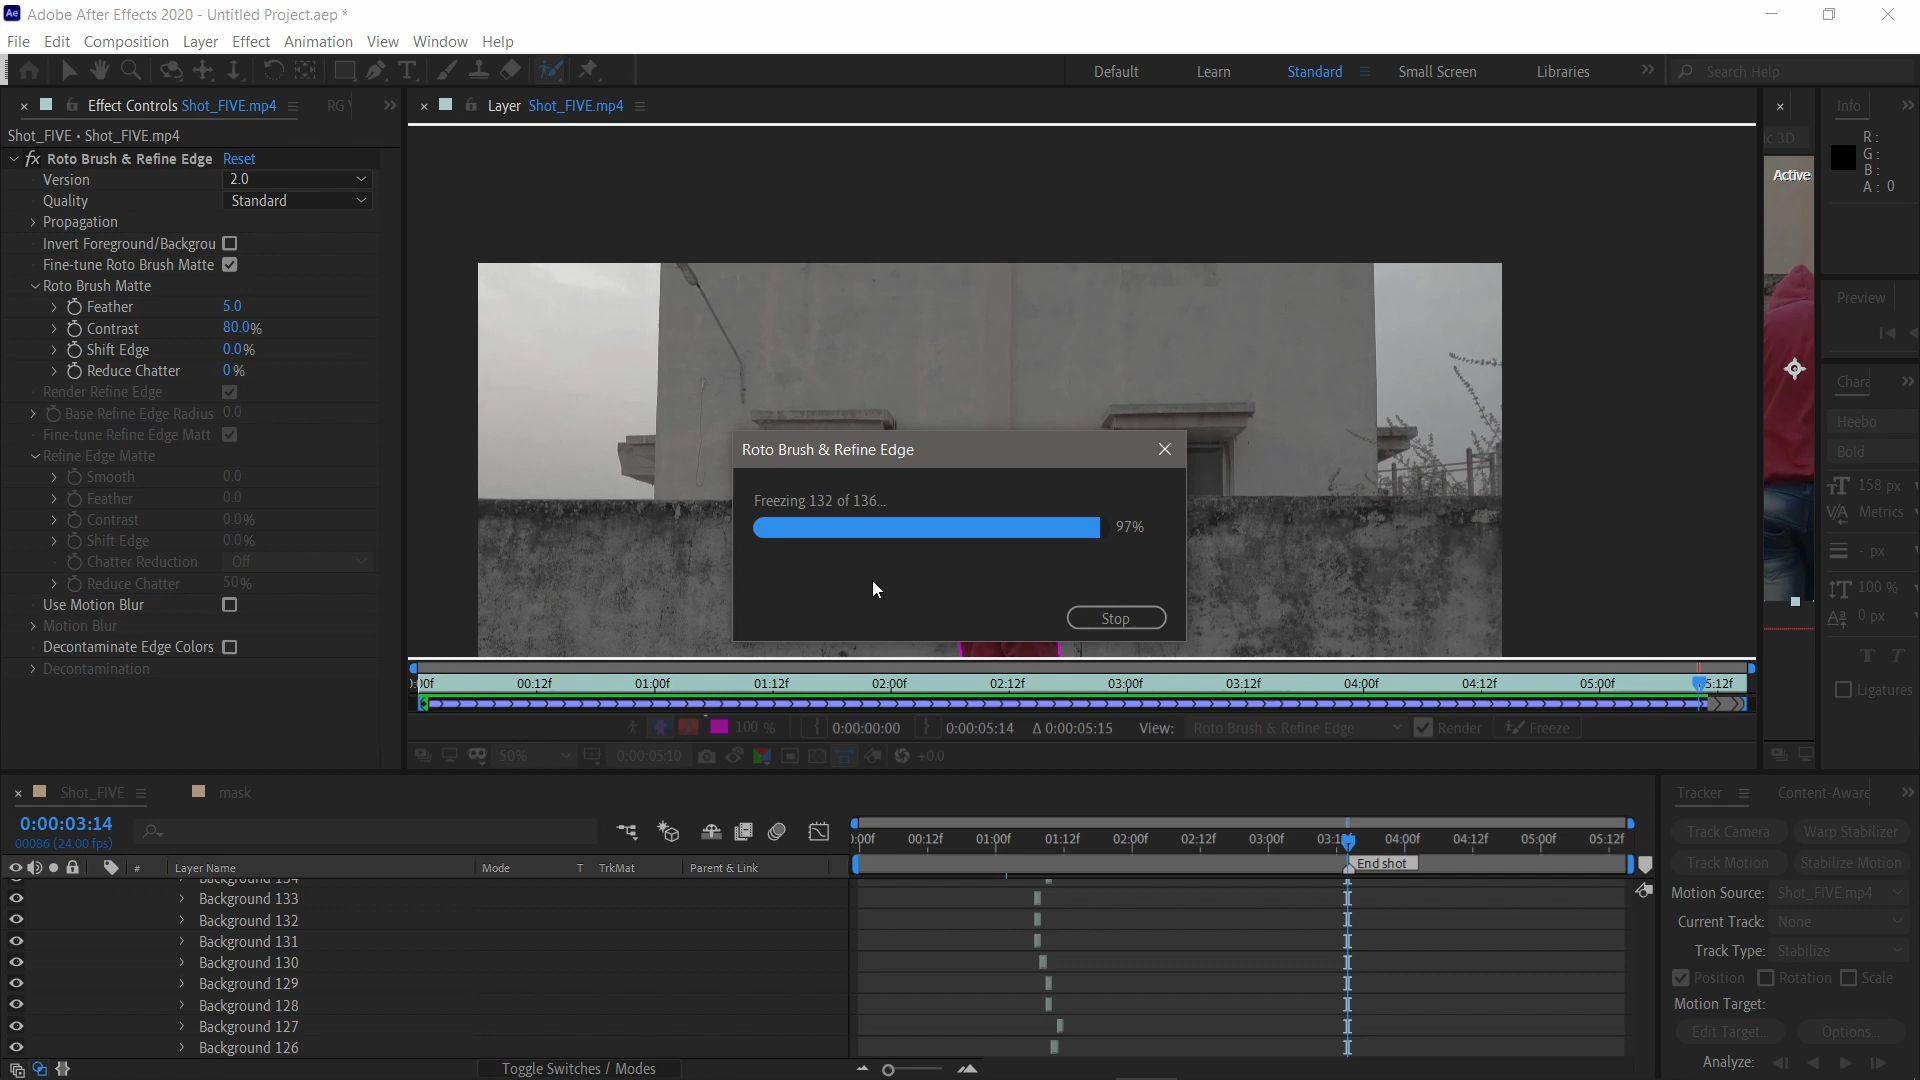 Adobe After Effects 2020 - Untitled Project.aep *
File Edit Composition Layer Effect Animation View Window Help
Default Learn Standard Small Screen Libraries Search Help
Effect Controls Shot_FIVE.mp4
Layer Shot_FIVE.mp4
Info
Shot_FIVE • Shot_FIVE.mp4
fx Roto Brush & Refine Edge Reset
Version 2.0
Quality Standard
Propagation
Invert Foreground/Backgrou
Fine-tune Roto Brush Matte
Roto Brush Matte
Feather 5.0
Contrast 80.0%
Shift Edge 0.0%
Reduce Chatter 0%
Render Refine Edge
Base Refine Edge Radius 0.0
Fine-tune Refine Edge Matt
Refine Edge Matte
Smooth 0.0
Feather 0.0
Contrast 0.0%
Shift Edge 0.0%
Chatter Reduction Off
Reduce Chatter 50%
Use Motion Blur
Motion Blur
Decontaminate Edge Colors
Decontamination
Roto Brush & Refine Edge
Freezing 132 of 136...
97%
Stop
Active
R:
G:
B:
A: 0
Preview
Heebo
Bold
158 px
Metrics
- px
100 %
0 px
Ligatures
00:12f 01:00f 01:12f 02:00f 02:12f 03:00f 03:12f 04:00f 04:12f 05:00f
100 % 0:00:00:00 0:00:05:14 Δ 0:00:05:15 View: Roto Brush & Refine Edge Render Freeze
50% 0:00:05:10 +0.0
Shot_FIVE mask
0:00:03:14
00086 (24.00 fps)
# Layer Name Mode T TrkMat Parent & Link
00:12f 01:00f 01:12f 02:00f 02:12f 03:00f 04:00f 04:12f 05:00f 05:12f
End shot
Background 134
Background 133
Background 132
Background 131
Background 130
Background 129
Background 128
Background 127
Background 126
Toggle Switches / Modes
Tracker Content-Aware
Track Camera Warp Stabilizer
Track Motion Stabilize Motion
Motion Source: Shot_FIVE.mp4
Current Track: None
Track Type: Stabilize
Position Rotation Scale
Motion Target:
Edit Target... Options...
Analyze: